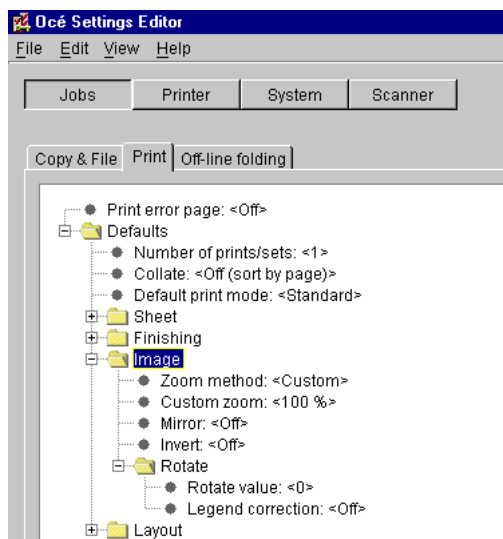 Océ Settings Editor
File Edit View Help
Jobs Printer System Scanner
Copy & File Print Off-line folding
Print error page: <Off>
Defaults
Number of prints/sets: <1>
Collate: <Off (sort by page)>
Default print mode: <Standard>
Sheet
Finishing
Image
Zoom method: <Custom>
Custom zoom: <100 %>
Mirror: <Off>
Invert: <Off>
Rotate
Rotate value: <0>
Legend correction: <Off>
Layout